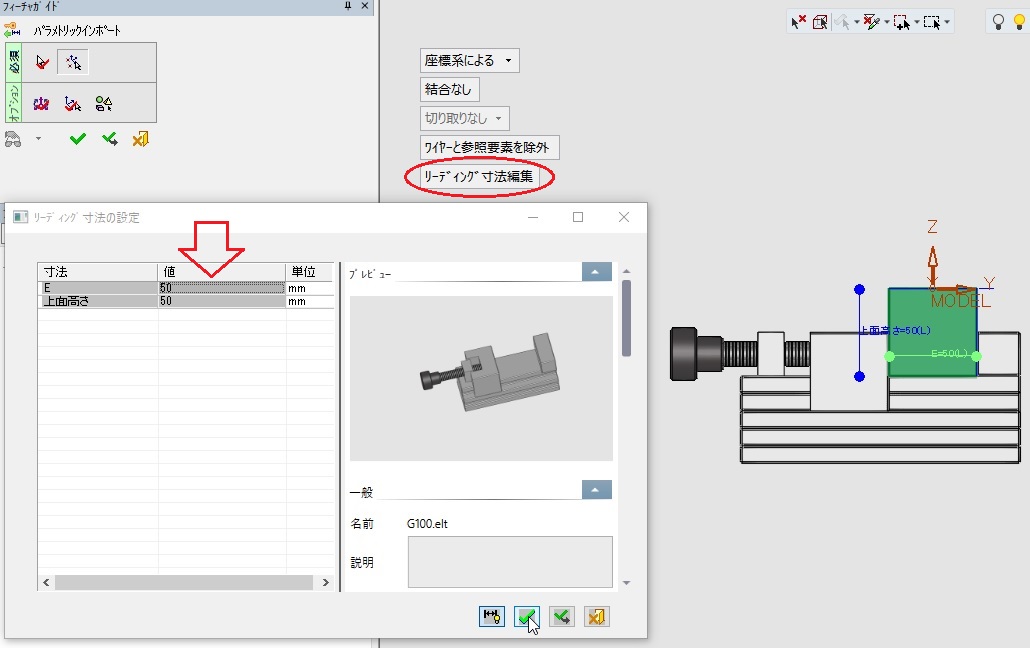 フィーチャガイド
パラメトリックインポート
必須
オプション
座標系による
結合なし
切り取りなし
ワイヤーと参照要素を除外
リーディング寸法編集
リーディング寸法の設定
寸法 値 単位
E 50 mm
上面高さ 50 mm
プレビュー
一般
名前 G100.elt
説明
Z
Y
MODEL
上面高さ=50(L)
E=50(L)